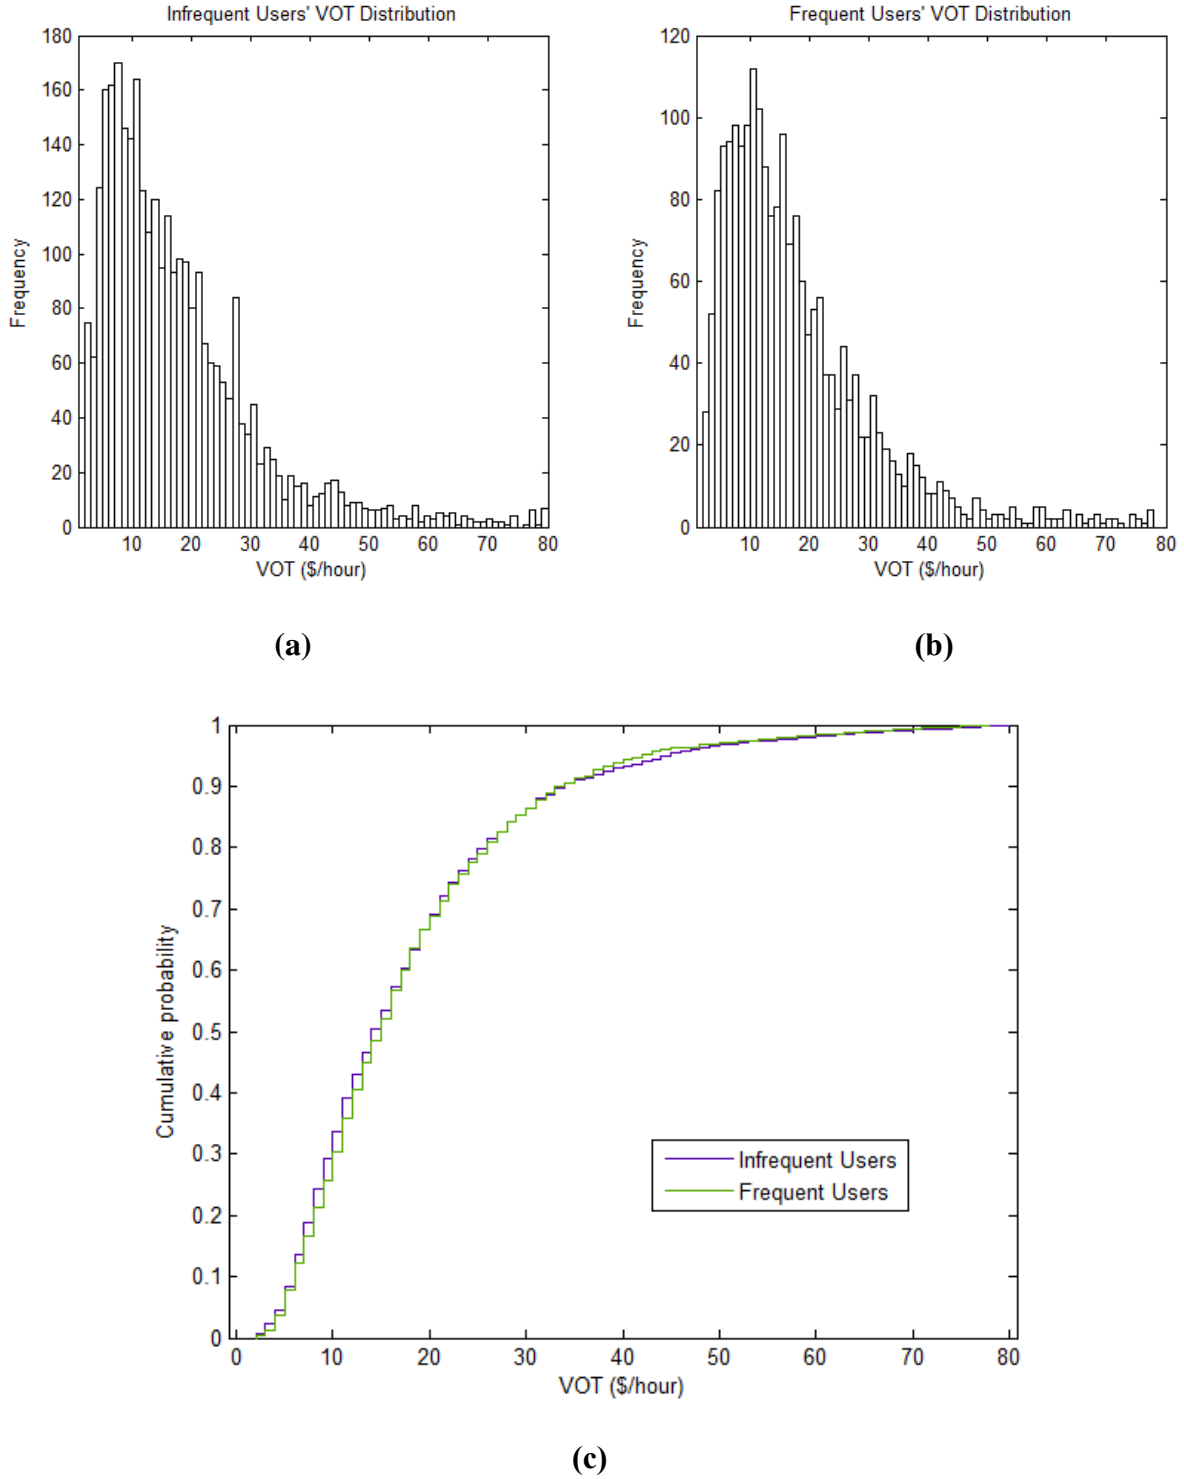 Infrequent Users' VOT Distribution
180
160
140
120
100
80
60
40
20
0
Frequency
10 20 30 40 50 60 70 80
VOT ($/hour)
(a)
Frequent Users' VOT Distribution
120
100
80
60
40
20
0
Frequency
10 20 30 40 50 60 70 80
VOT ($/hour)
(b)
1
0.9
0.8
0.7
0.6
0.5
0.4
0.3
0.2
0.1
0
Cumulative probability
Infrequent Users
Frequent Users
0 10 20 30 40 50 60 70 80
VOT ($/hour)
(c)